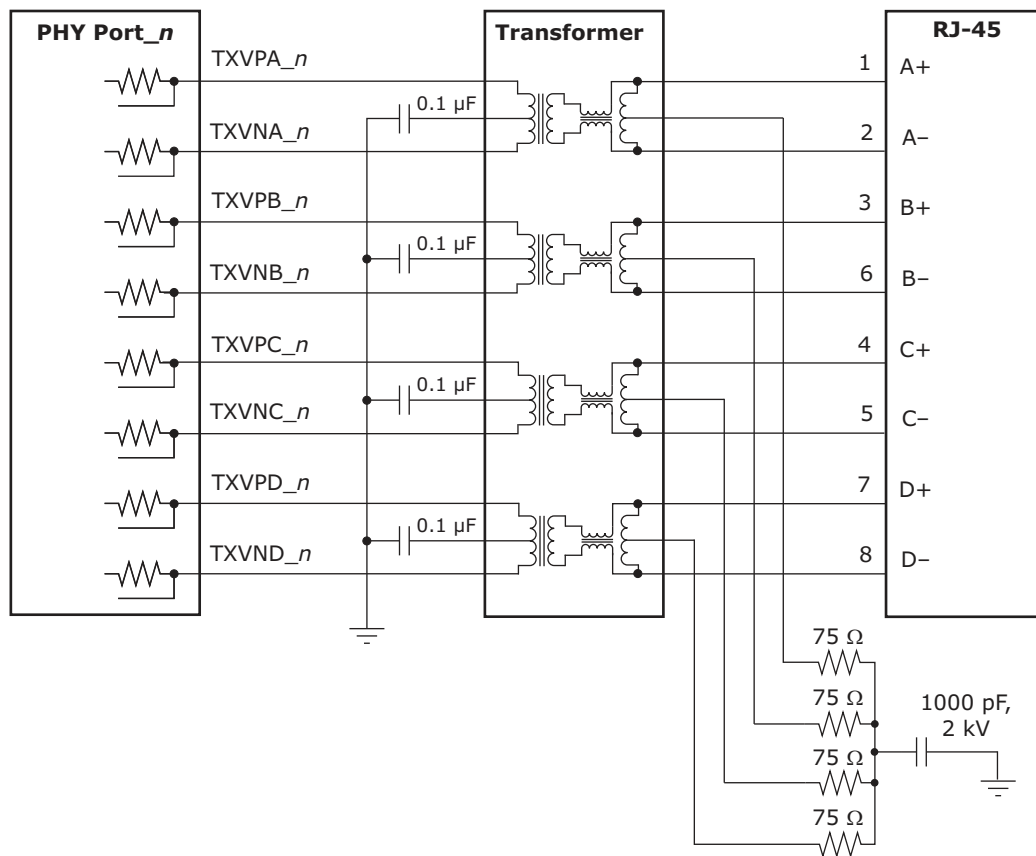 PHY Port_n
Transformer
RJ-45
TXVPA_n
1
A+
0.1 µF
TXVNA_n
2
A–
TXVPB_n
3
B+
0.1 µF
TXVNB_n
6
B–
TXVPC_n
4
C+
0.1 µF
TXVNC_n
5
C–
TXVPD_n
7
D+
0.1 µF
TXVND_n
8
D–
75 Ω
75 Ω
1000 pF,
2 kV
75 Ω
75 Ω